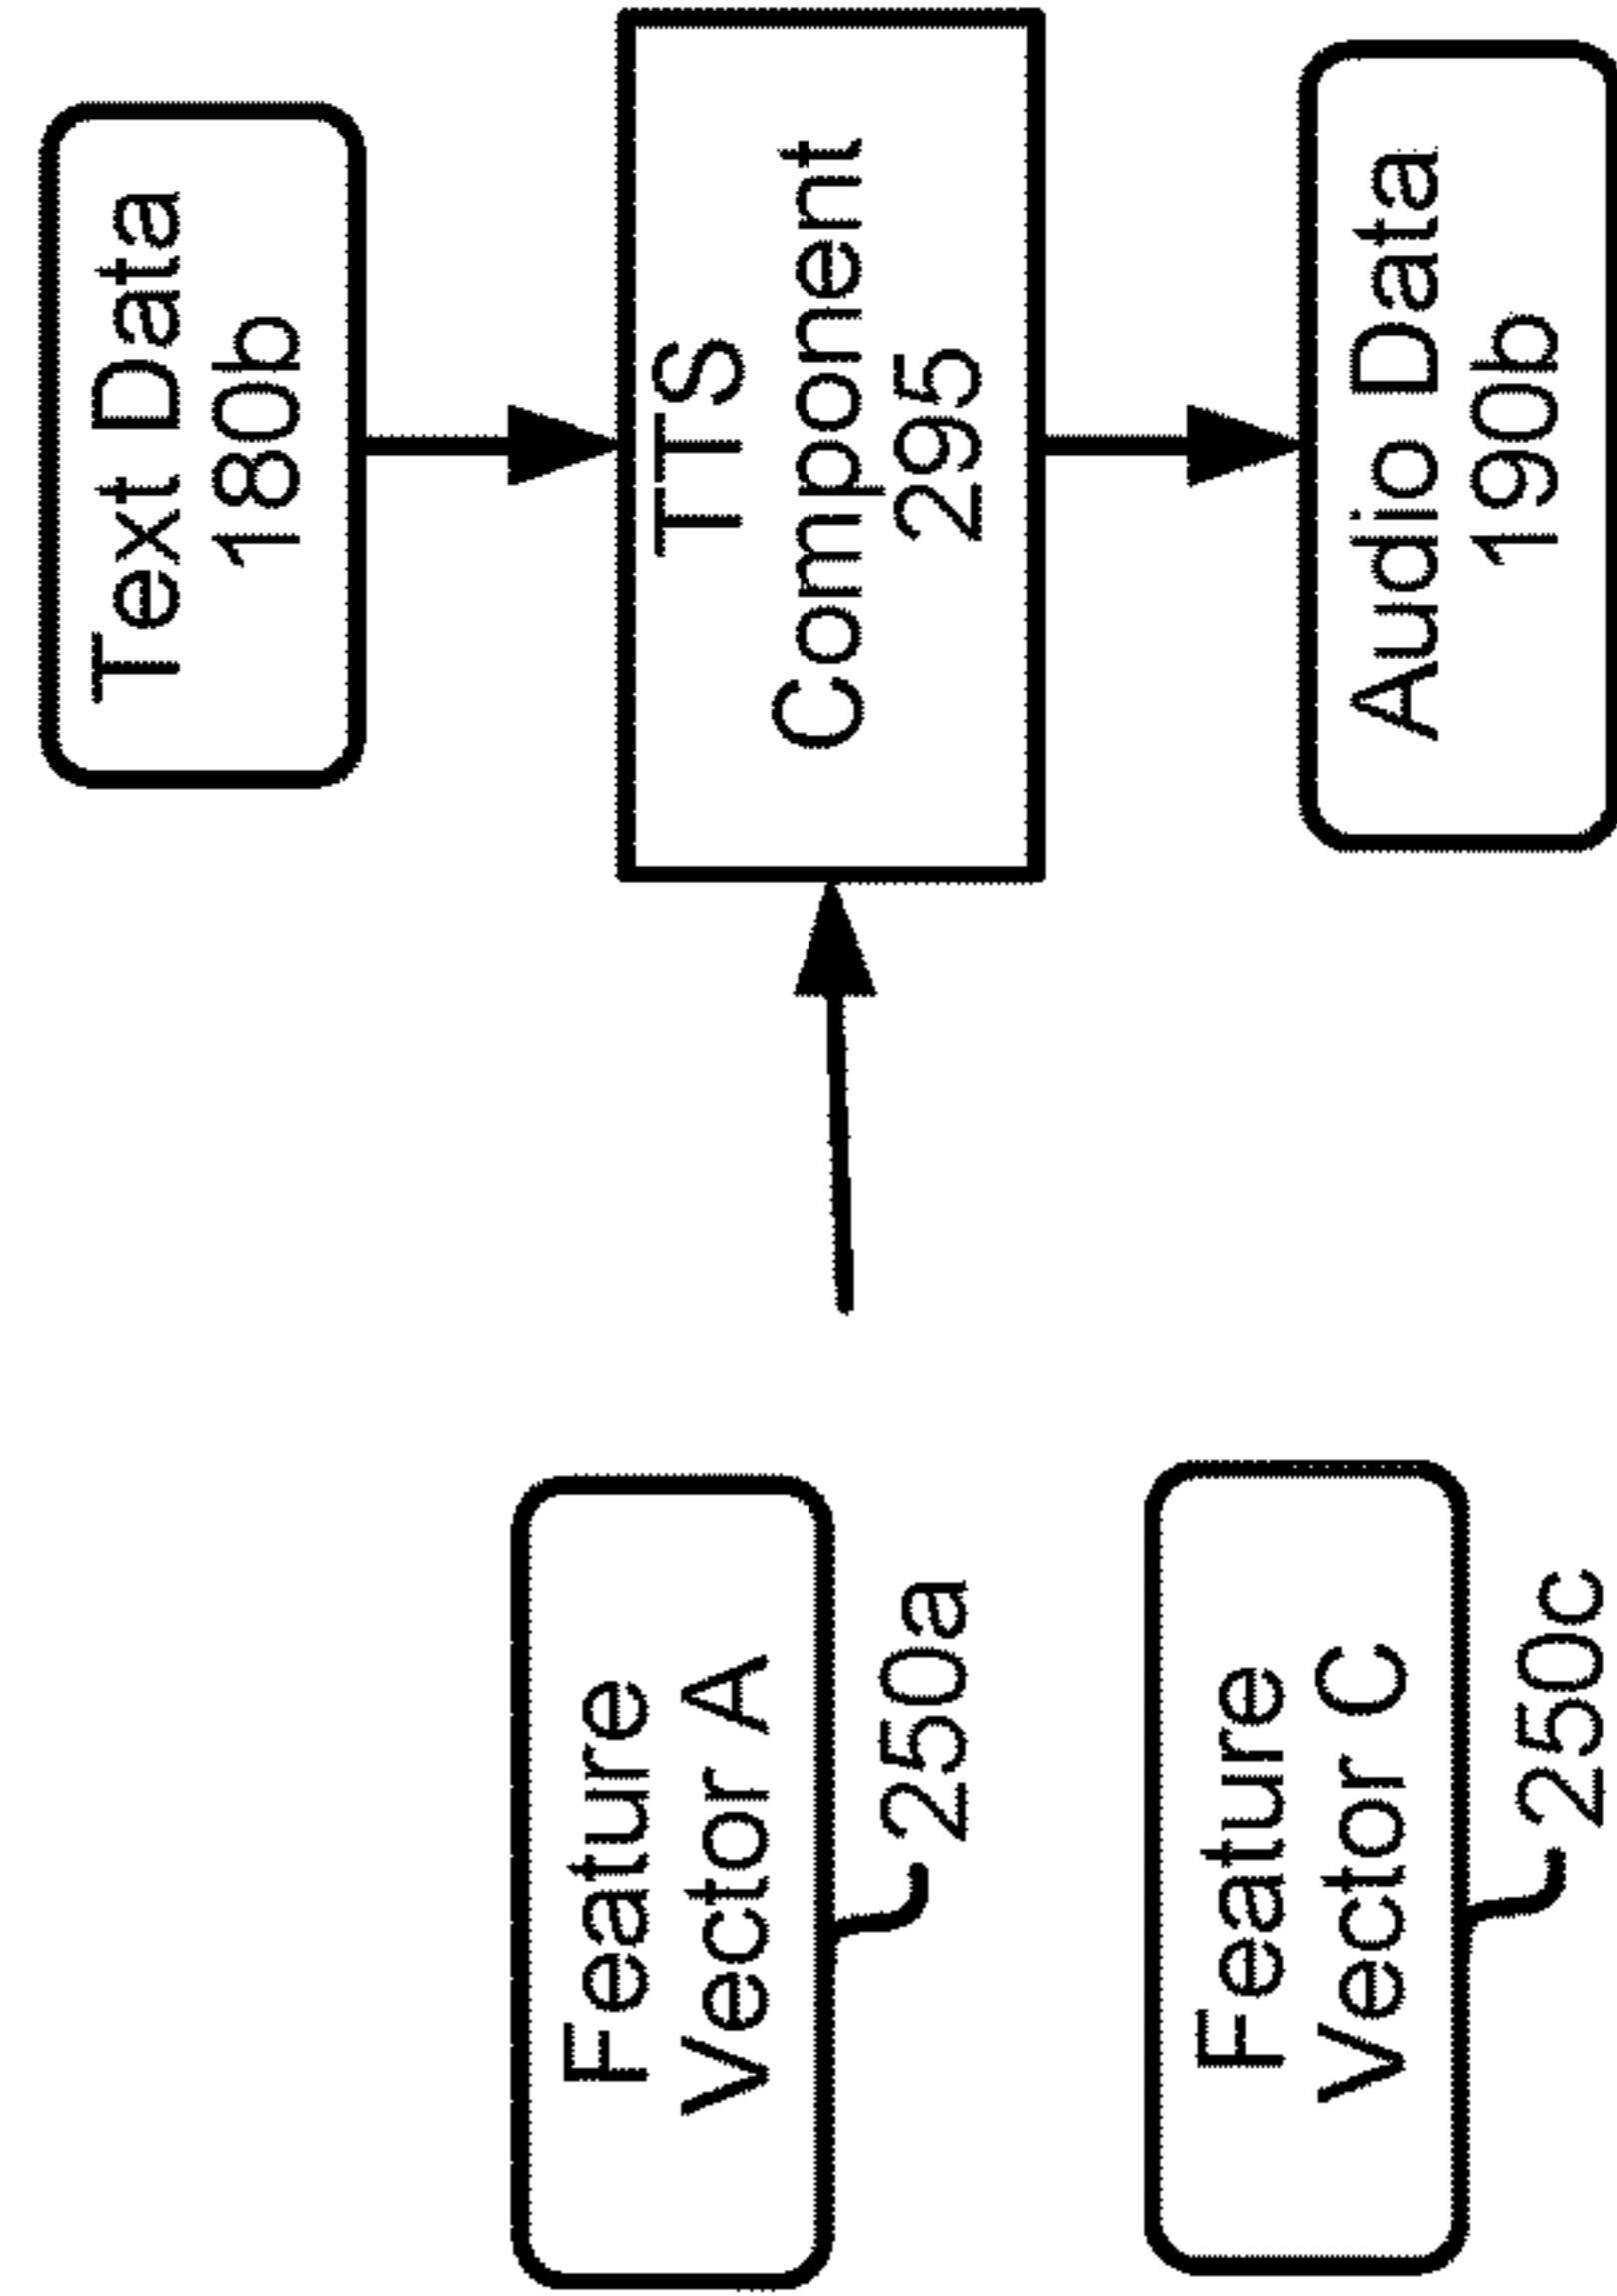 Text Data
180b
TTS
Component
295
Audio Data
190b
Feature
Vector A
250a
Feature
Vector C
250c